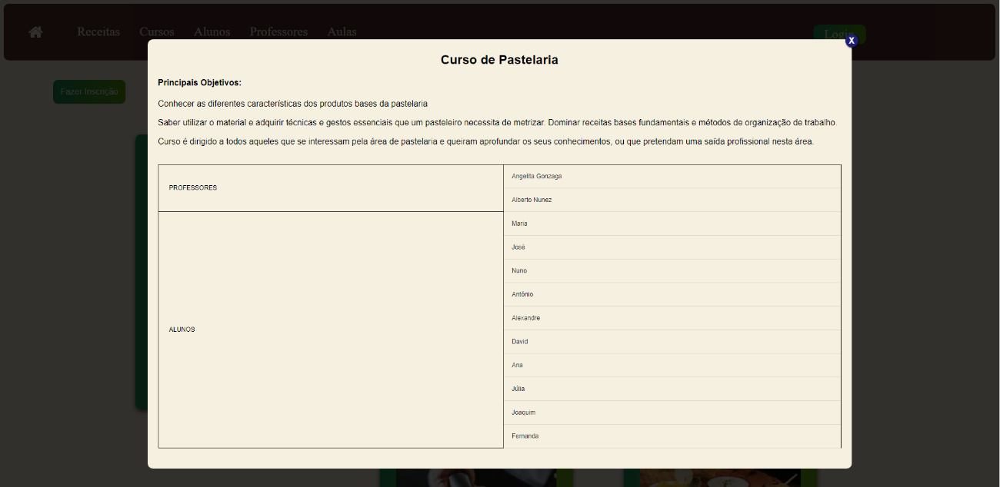 Receitas Cursos Alunos Professores Aulas Login
X
Curso de Pastelaria
Fazer Inscrição
Principais Objetivos:
Conhecer as diferentes características dos produtos bases da pastelaria
Saber utilizar o material e adquirir técnicas e gestos essenciais que um pasteleiro necessita de metrizar. Dominar receitas bases fundamentais e métodos de organização de trabalho.
Curso é dirigido a todos aqueles que se interessam pela área de pastelaria e queiram aprofundar os seus conhecimentos, ou que pretendam uma saída profissional nesta área.
PROFESSORES
Angelita Gonzaga
Alberto Nunez
ALUNOS
Maria
José
Nuno
António
Alexandre
David
Ana
Júlia
Joaquim
Fernanda